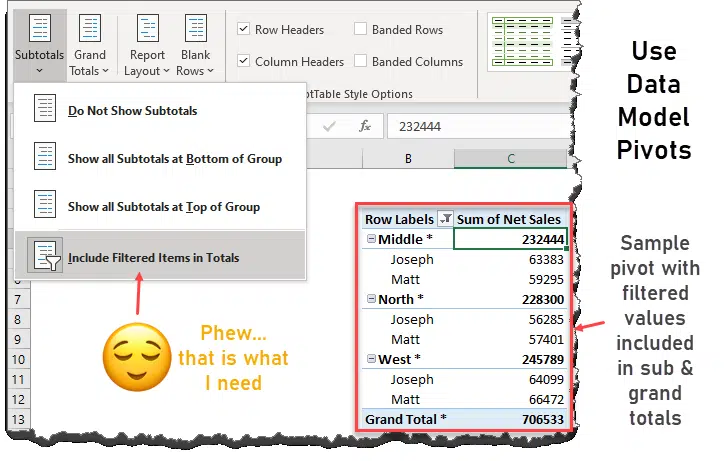 Subtotals
Grand Totals
Report Layout
Blank Rows
Row Headers
Banded Rows
Column Headers
Banded Columns
otTable Style Options
Do Not Show Subtotals
Show all Subtotals at Bottom of Group
Show all Subtotals at Top of Group
Include Filtered Items in Totals
fx
232444
B
C
Row Labels Sum of Net Sales
Middle * 232444
Joseph 63383
Matt 59295
7 North * 228300
8 Joseph 56285
9 Matt 57401
10 West * 245789
11 Joseph 64099
12 Matt 66472
13 Grand Total * 706533
Phew...
that is what
I need
Use
Data
Model
Pivots
Sample
pivot with
filtered
values
included
in sub &
grand
totals